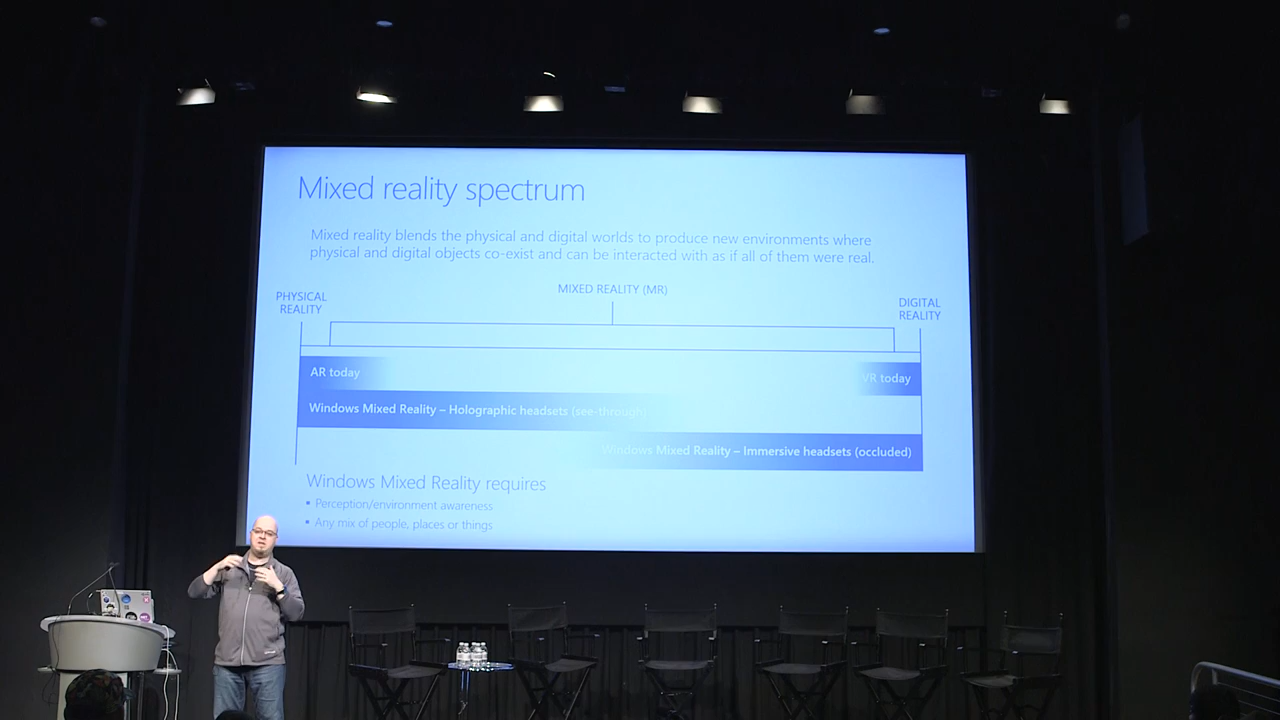 Mixed reality spectrum
Mixed reality blends the physical and digital worlds to produce new environments where
physical and digital objects co-exist and can be interacted with as if all of them were real.
MIXED REALITY (MR)
PHYSICAL
REALITY
DIGITAL
REALITY
AR today
VR today
Windows Mixed Reality – Holographic headsets (see-through)
Windows Mixed Reality – Immersive headsets (occluded)
Windows Mixed Reality requires
▪ Perception/environment awareness
▪ Any mix of people, places or things